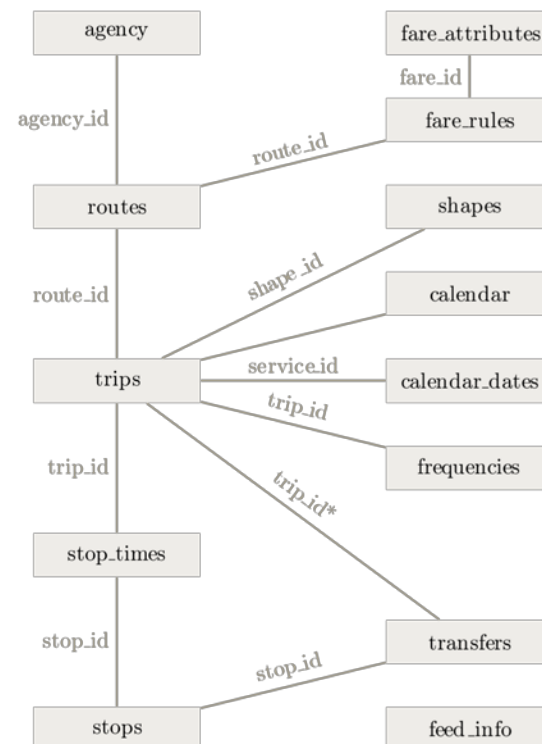 agency
fare_attributes
fare_id
agency_id
fare_rules
route_id
routes
shapes
shape_id
route_id
calendar
service_id
trips
calendar_dates
trip_id
trip_id
frequencies
trip_id*
stop_times
stop_id
transfers
stop_id
stops
feed_info